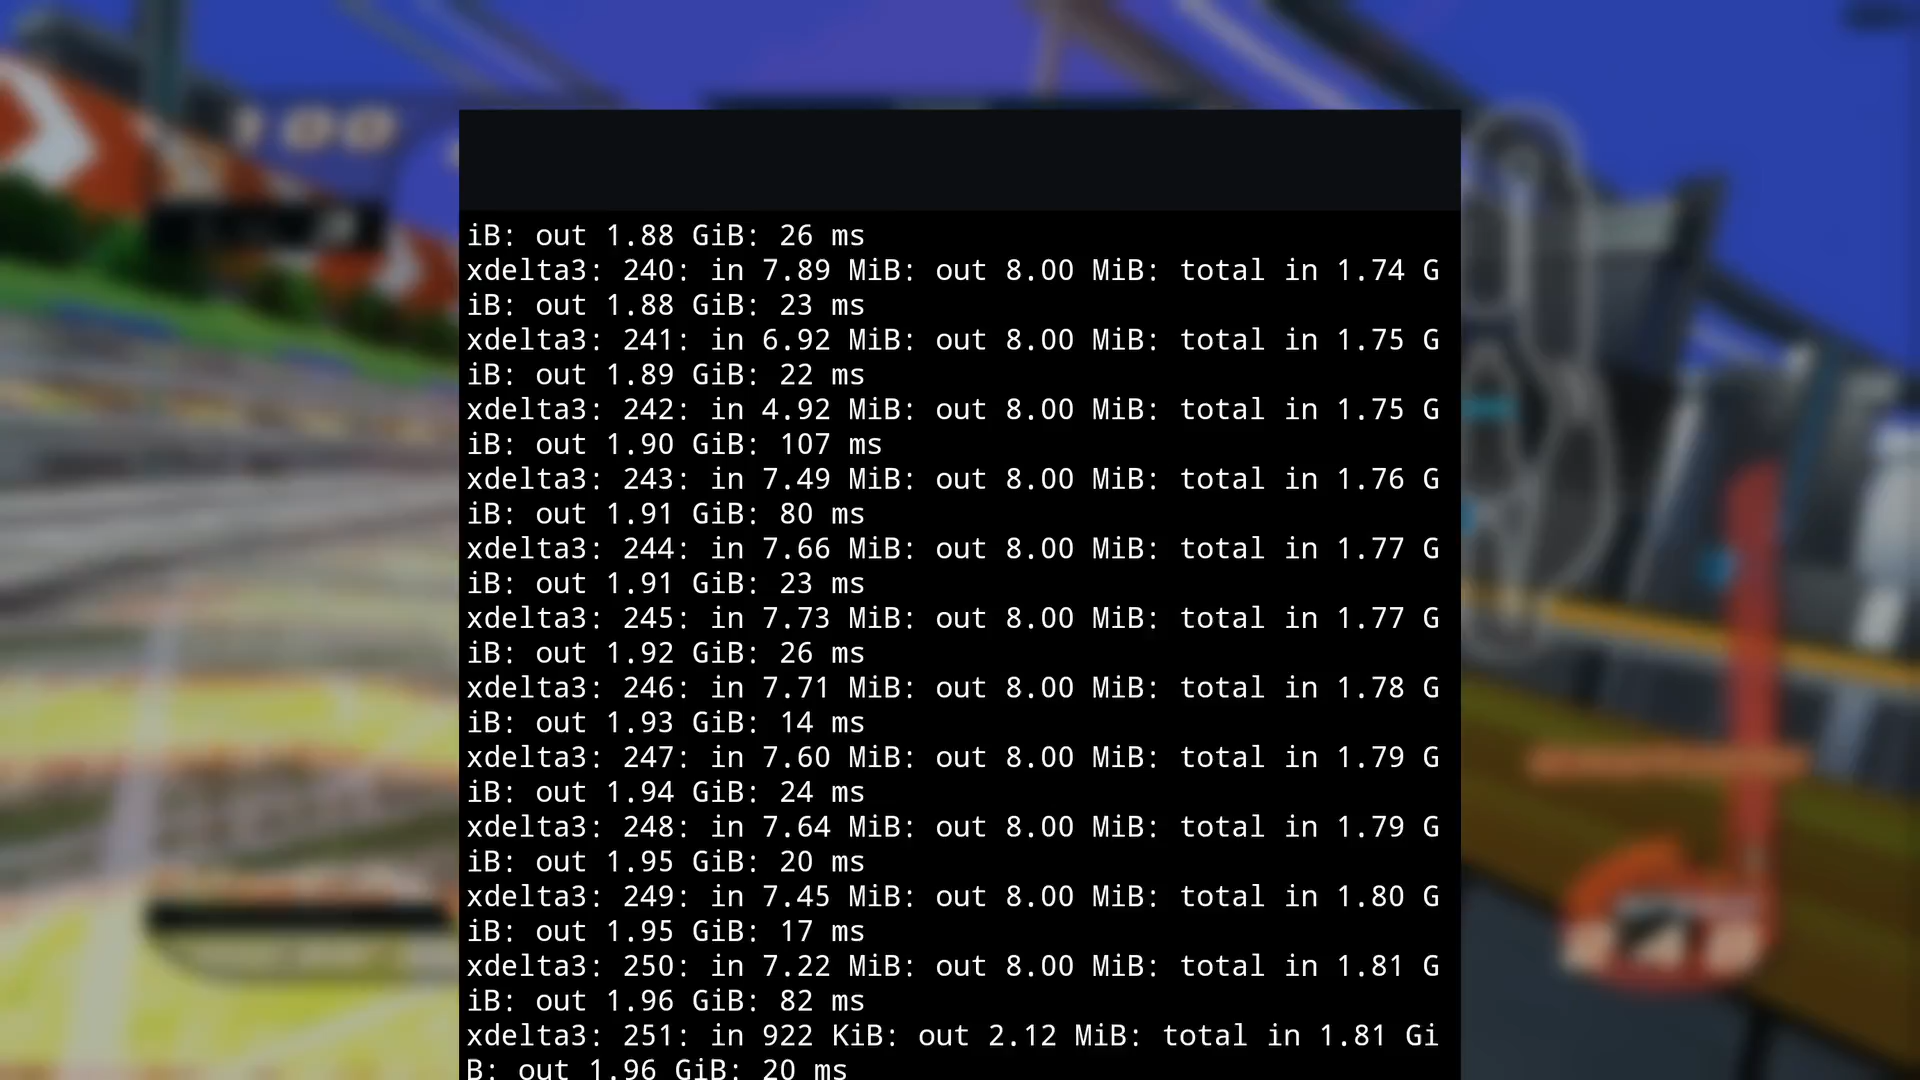 100
iB: out 1.88 GiB: 26 ms
xdelta3: 240: in 7.89 MiB: out 8.00 MiB: total in 1.74 G
iB: out 1.88 GiB: 23 ms
xdelta3: 241: in 6.92 MiB: out 8.00 MiB: total in 1.75 G
iB: out 1.89 GiB: 22 ms
xdelta3: 242: in 4.92 MiB: out 8.00 MiB: total in 1.75 G
iB: out 1.90 GiB: 107 ms
xdelta3: 243: in 7.49 MiB: out 8.00 MiB: total in 1.76 G
iB: out 1.91 GiB: 80 ms
xdelta3: 244: in 7.66 MiB: out 8.00 MiB: total in 1.77 G
iB: out 1.91 GiB: 23 ms
xdelta3: 245: in 7.73 MiB: out 8.00 MiB: total in 1.77 G
iB: out 1.92 GiB: 26 ms
xdelta3: 246: in 7.71 MiB: out 8.00 MiB: total in 1.78 G
iB: out 1.93 GiB: 14 ms
xdelta3: 247: in 7.60 MiB: out 8.00 MiB: total in 1.79 G
iB: out 1.94 GiB: 24 ms
xdelta3: 248: in 7.64 MiB: out 8.00 MiB: total in 1.79 G
iB: out 1.95 GiB: 20 ms
xdelta3: 249: in 7.45 MiB: out 8.00 MiB: total in 1.80 G
iB: out 1.95 GiB: 17 ms
xdelta3: 250: in 7.22 MiB: out 8.00 MiB: total in 1.81 G
iB: out 1.96 GiB: 82 ms
xdelta3: 251: in 922 KiB: out 2.12 MiB: total in 1.81 Gi
B: out 1.96 GiB: 20 ms